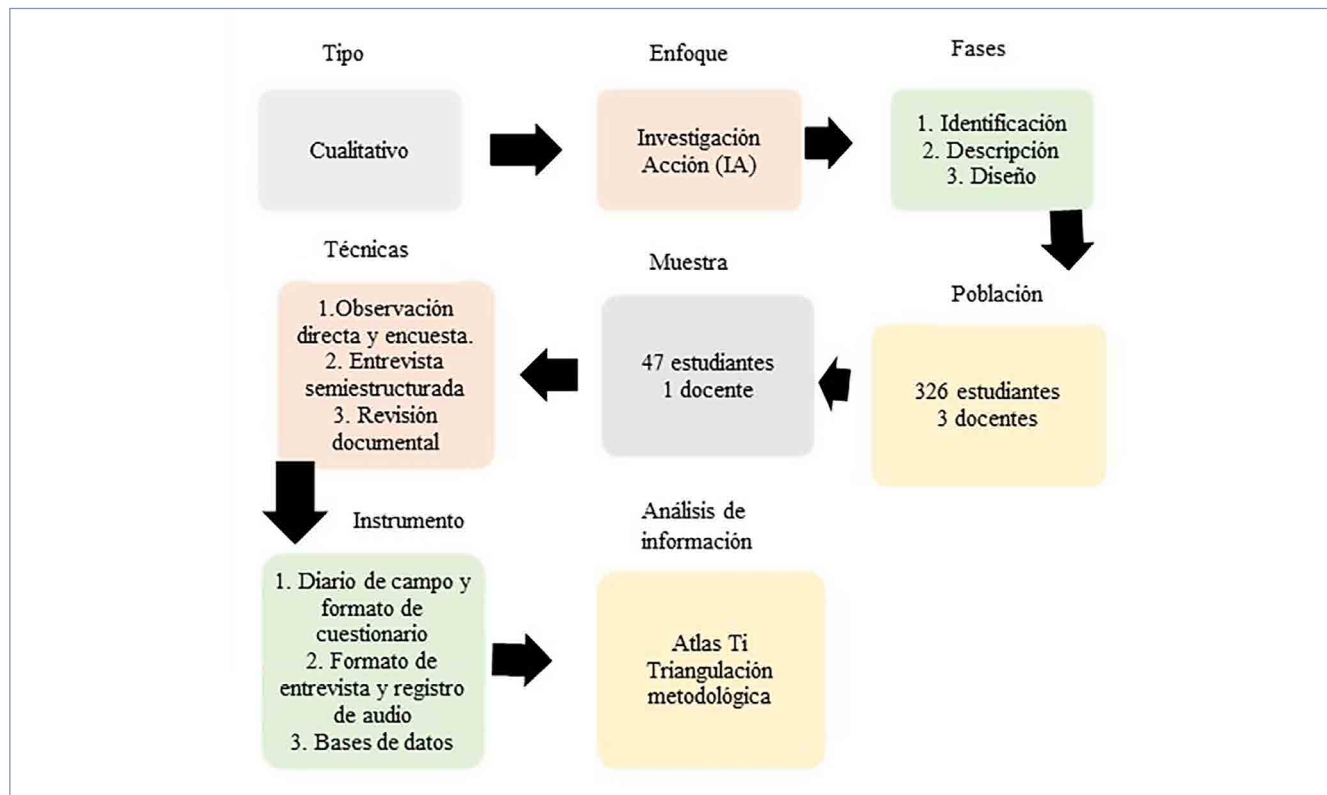 Tipo
Cualitativo
Enfoque
Investigación
Acción (IA)
Fases
1. Identificación
2. Descripción
3. Diseño
Población
326 estudiantes
3 docentes
Muestra
47 estudiantes
1 docente
Técnicas
1.Observación
directa y encuesta.
2. Entrevista
semiestructurada
3. Revisión
documental
Instrumento
1. Diario de campo y
formato de
cuestionario
2. Formato de
entrevista y registro
de audio
3. Bases de datos
Análisis de
información
Atlas Ti
Triangulación
metodológica